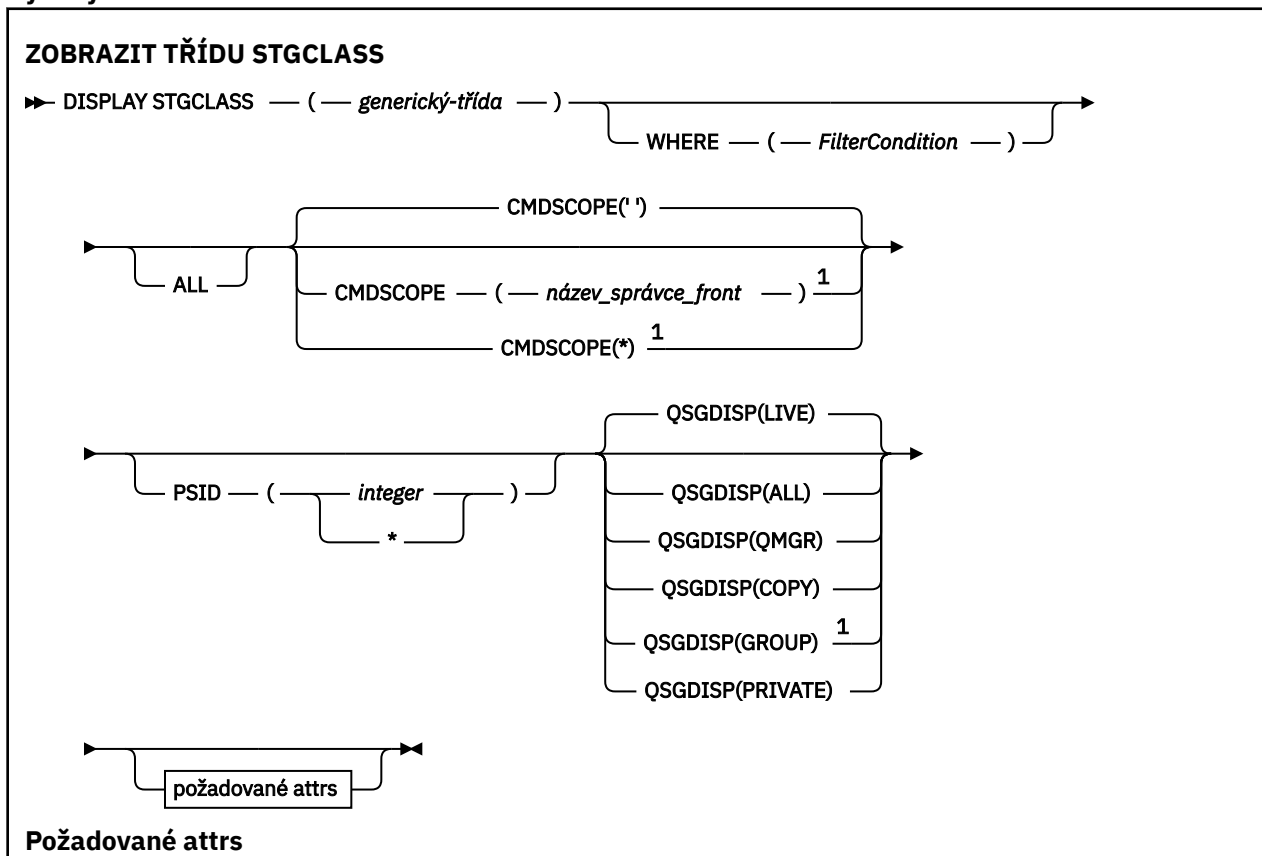 ZOBRAZIT TŘÍDU STGCLASS
DISPLAY STGCLASS ( generický-třída )
WHERE ( FilterCondition )
CMDSCOPE(' ')
ALL
CMDSCOPE ( název_správce_front ) 1
CMDSCOPE(*) 1
QSGDISP(LIVE)
PSID ( integer )
*
QSGDISP(ALL)
QSGDISP(QMGR)
QSGDISP(COPY)
QSGDISP(GROUP) 1
QSGDISP(PRIVATE)
požadované attrs
Požadované attrs